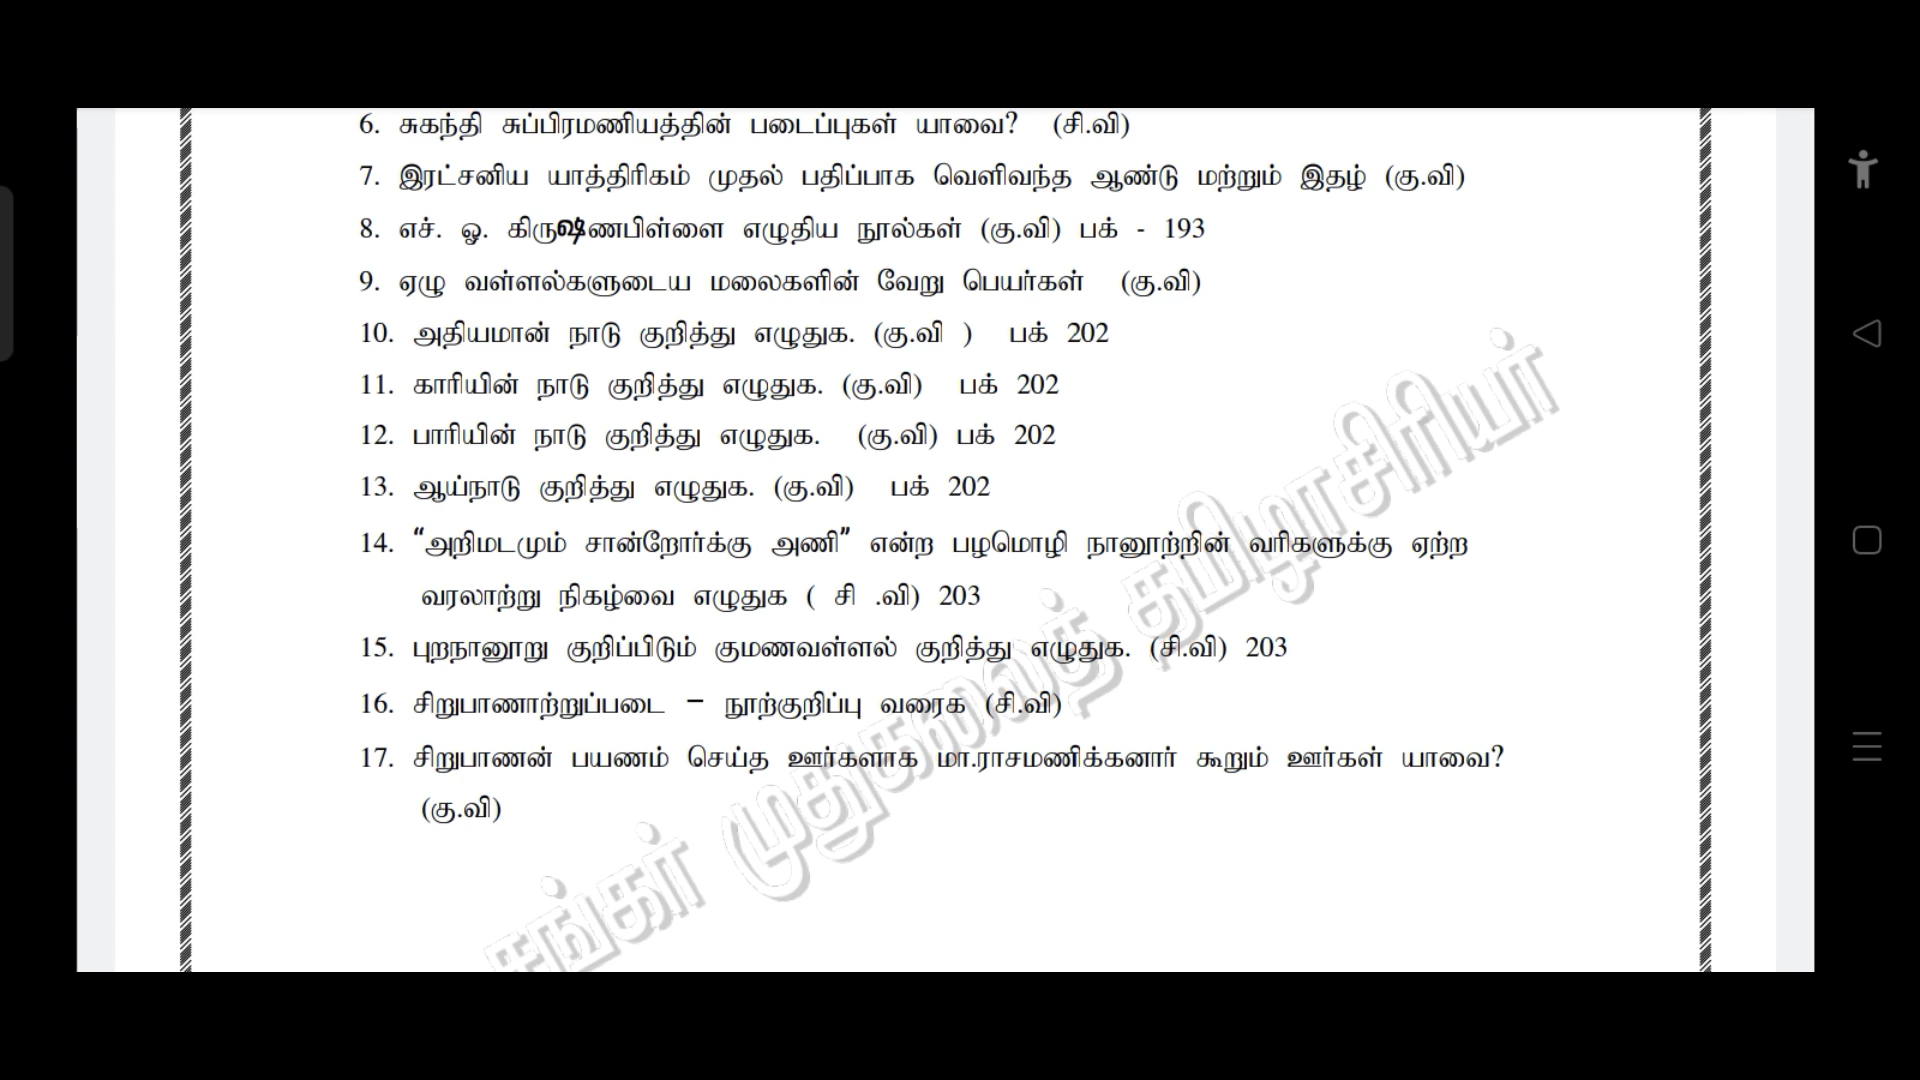 6. சுகந்தி சுப்பிரமணியத்தின் படைப்புகள் யாவை? (சி.வி)
7. இரட்சனிய யாத்திரிகம் முதல் பதிப்பாக வெளிவந்த ஆண்டு மற்றும் இதழ் (கு.வி)
8. எச். ஓ. கிருஷ்ணபிள்ளை எழுதிய நூல்கள் (கு.வி) பக் - 193
9. ஏழு வள்ளல்களுடைய மலைகளின் வேறு பெயர்கள் (கு.வி)
10. அதியமான் நாடு குறித்து எழுதுக. (கு.வி ) பக் 202
11. காரியின் நாடு குறித்து எழுதுக. (கு.வி) பக் 202
12. பாரியின் நாடு குறித்து எழுதுக. (கு.வி) பக் 202
13. ஆய்நாடு குறித்து எழுதுக. (கு.வி) பக் 202
14. “அறிமடமும் சான்றோர்க்கு அணி” என்ற பழமொழி நானூற்றின் வரிகளுக்கு ஏற்ற
வரலாற்று நிகழ்வை எழுதுக ( சி .வி) 203
15. புறநானூறு குறிப்பிடும் குமணவள்ளல் குறித்து எழுதுக. (சி.வி) 203
16. சிறுபாணாற்றுப்படை – நூற்குறிப்பு வரைக (சி.வி)
17. சிறுபாணன் பயணம் செய்த ஊர்களாக மா.ராசமணிக்கனார் கூறும் ஊர்கள் யாவை?
(கு.வி)
முதுகலைத் தமிழாசிரியர்